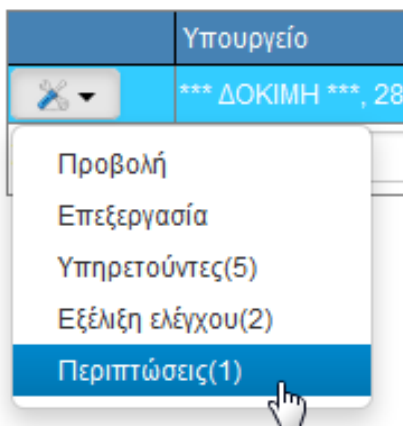 Υπουργείο
*** ΔΟΚΙΜΗ ***, 28
Προβολή
Επεξεργασία
Υπηρετούντες(5)
Εξέλιξη ελέγχου(2)
Περιπτώσεις(1)